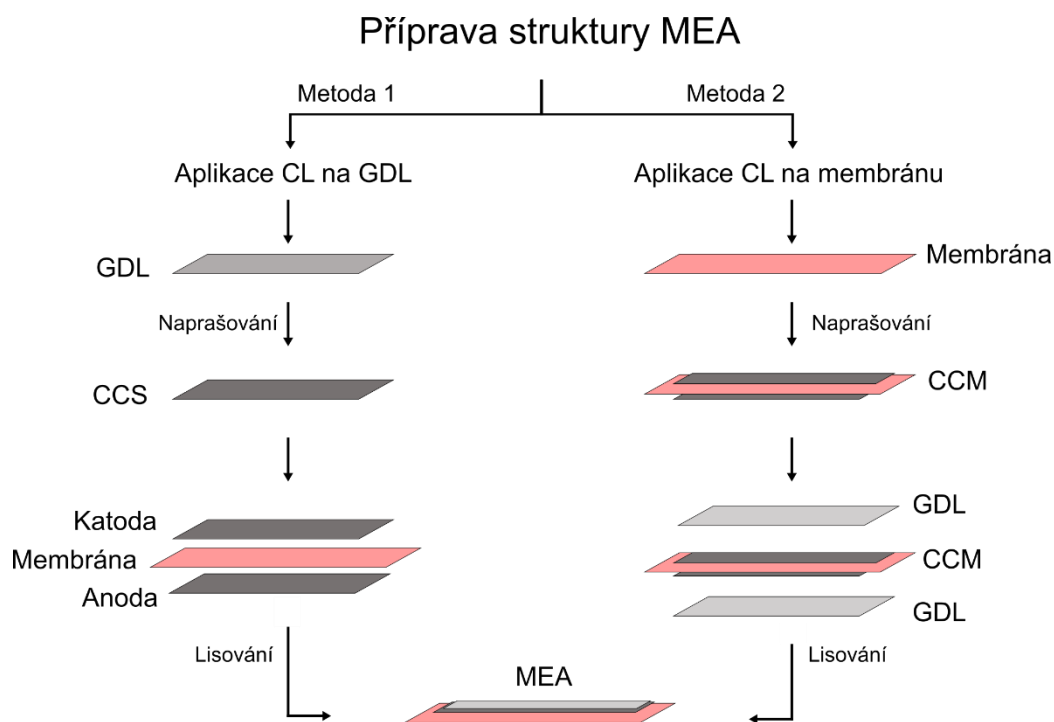 Příprava struktury MEA
Metoda 1
Metoda 2
Aplikace CL na GDL
Aplikace CL na membránu
GDL
Membrána
Naprašování
Naprašování
CCS
CCM
Katoda
Membrána
Anoda
GDL
CCM
GDL
Lisování
Lisování
MEA